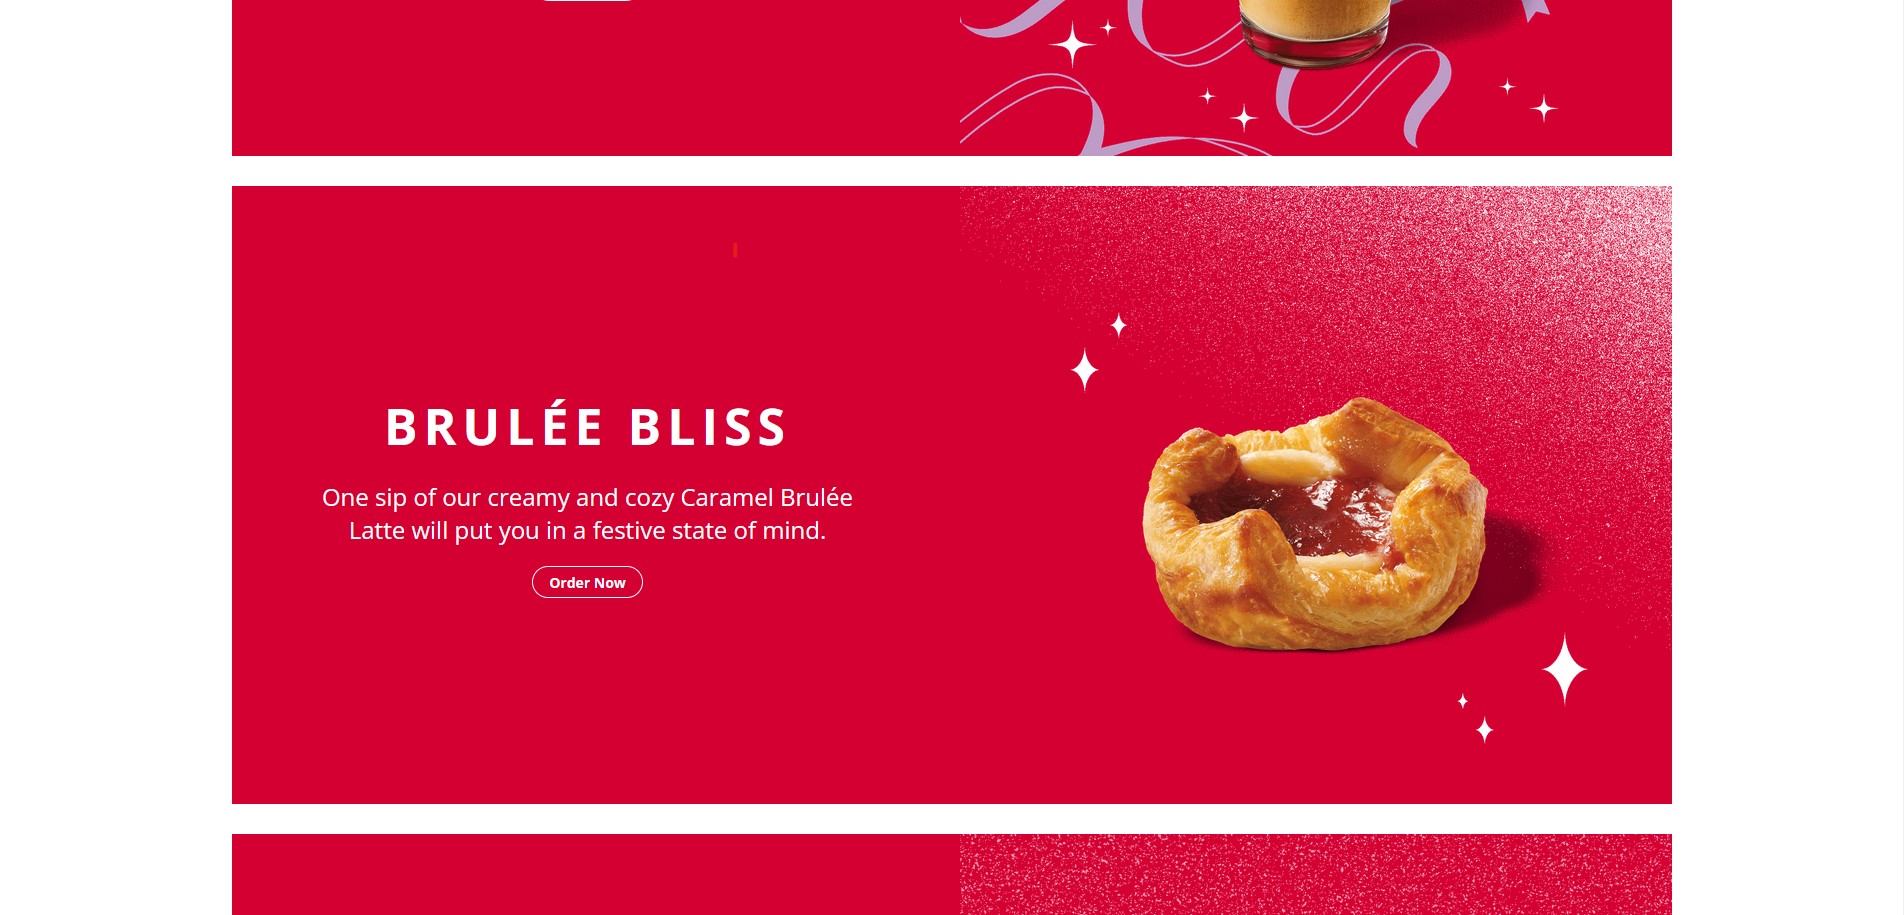 BRULÉE BLISS
One sip of our creamy and cozy Caramel Brulée
Latte will put you in a festive state of mind.
Order Now